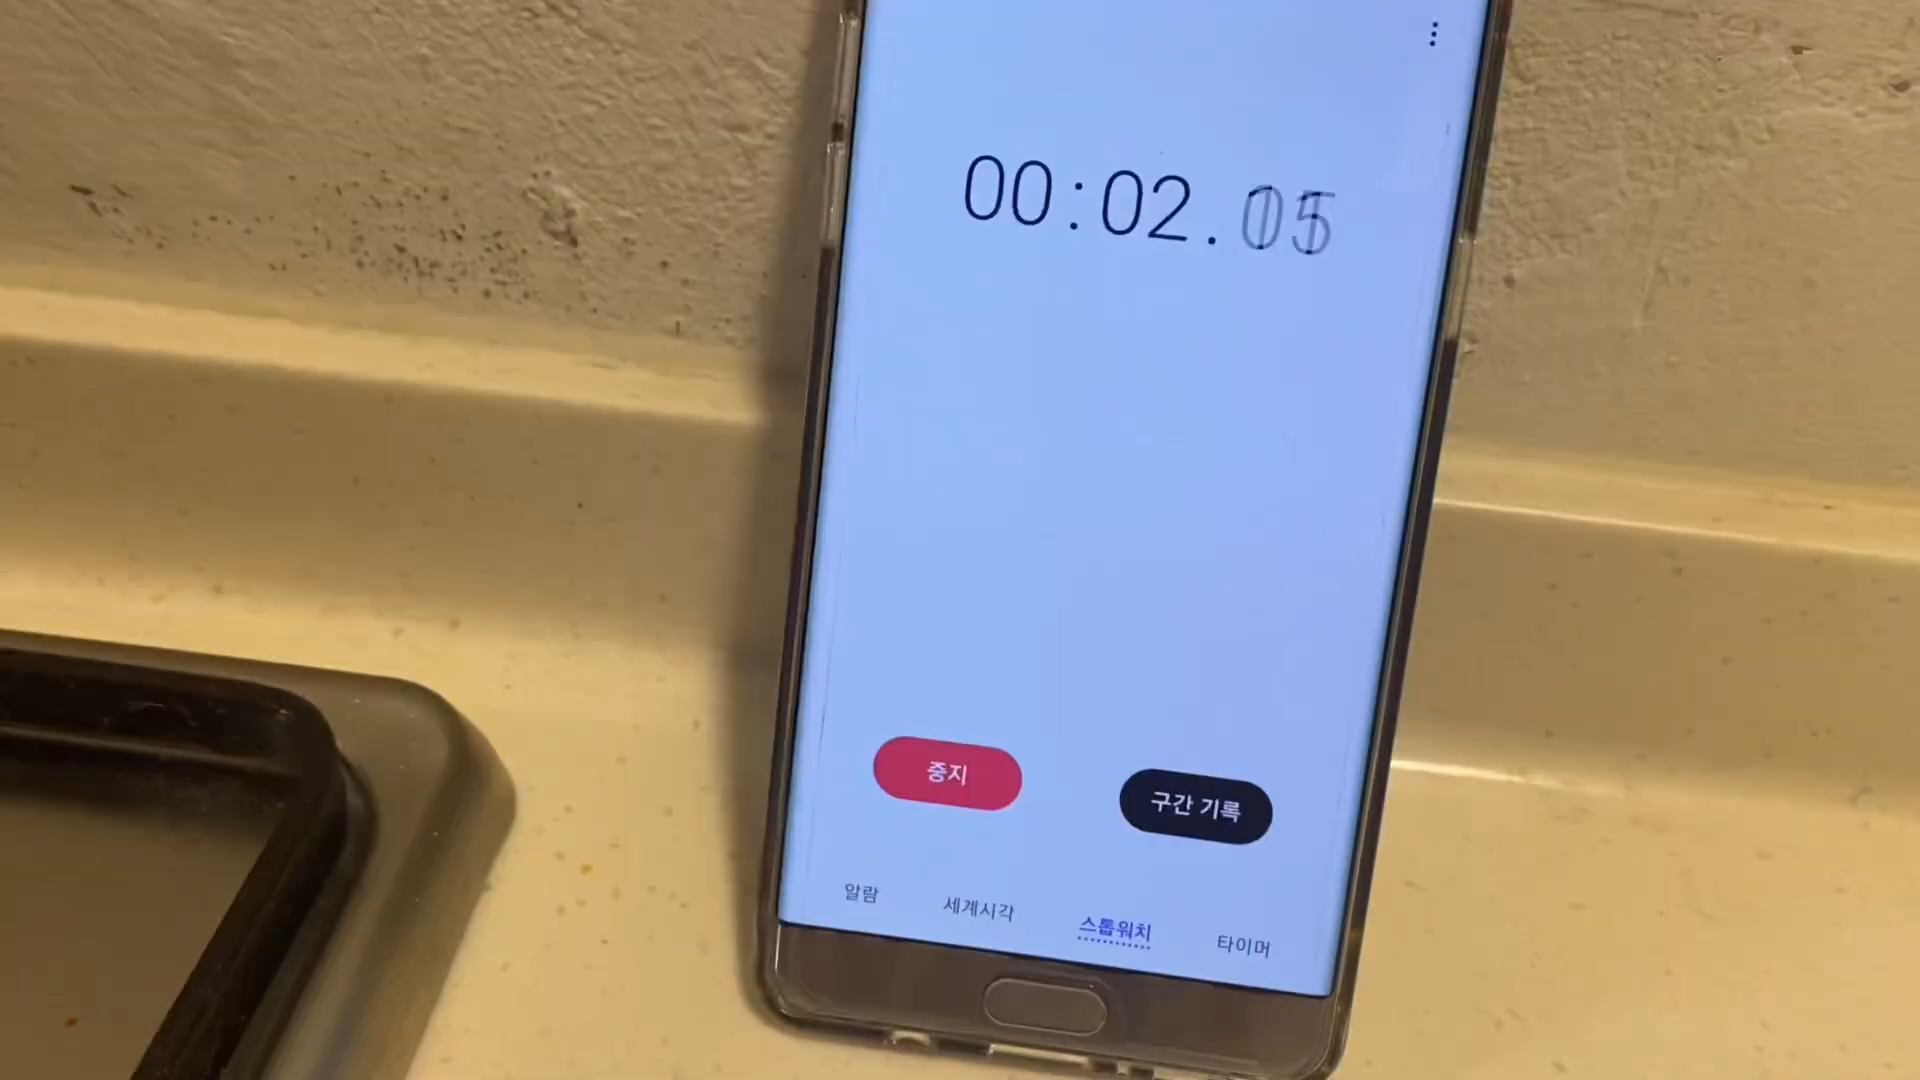 00:02.
중지
구간 기록
알람
세계시각
스톱워치
타이머